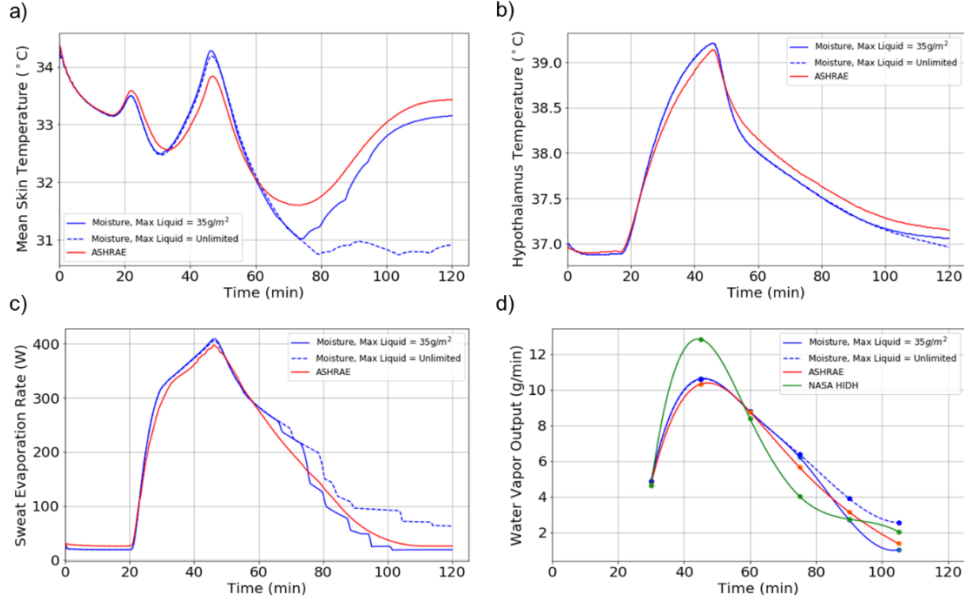 a)
Mean Skin Temperature (°C)
34
33
32
31
Moisture, Max Liquid = 35g/m²
Moisture, Max Liquid = Unlimited
ASHRAE
0 20 40 60 80 100 120
Time (min)
b)
Hypothalamus Temperature (°C)
39.0
38.5
38.0
37.5
37.0
Moisture, Max Liquid = 35g/m²
Moisture, Max Liquid = Unlimited
ASHRAE
0 20 40 60 80 100 120
Time (min)
c)
Sweat Evaporation Rate (W)
400
300
200
100
0
Moisture, Max Liquid = 35g/m²
Moisture, Max Liquid = Unlimited
ASHRAE
0 20 40 60 80 100 120
Time (min)
d)
Water Vapor Output (g/min)
12
10
8
6
4
2
Moisture, Max Liquid = 35g/m²
Moisture, Max Liquid = Unlimited
ASHRAE
NASA HIDH
0 20 40 60 80 100 120
Time (min)